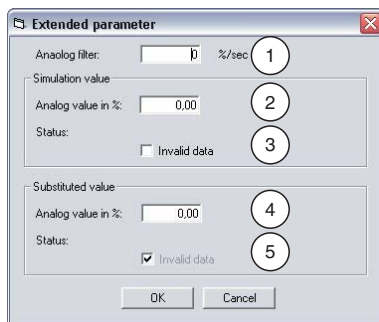 Extended parameter
Anaolog filter: 0 %/sec 1
Simulation value
Analog value in %: 0,00 2
Status: 3
Invalid data
Substituted value
Analog value in %: 0,00 4
Status: 5
Invalid data
OK Cancel